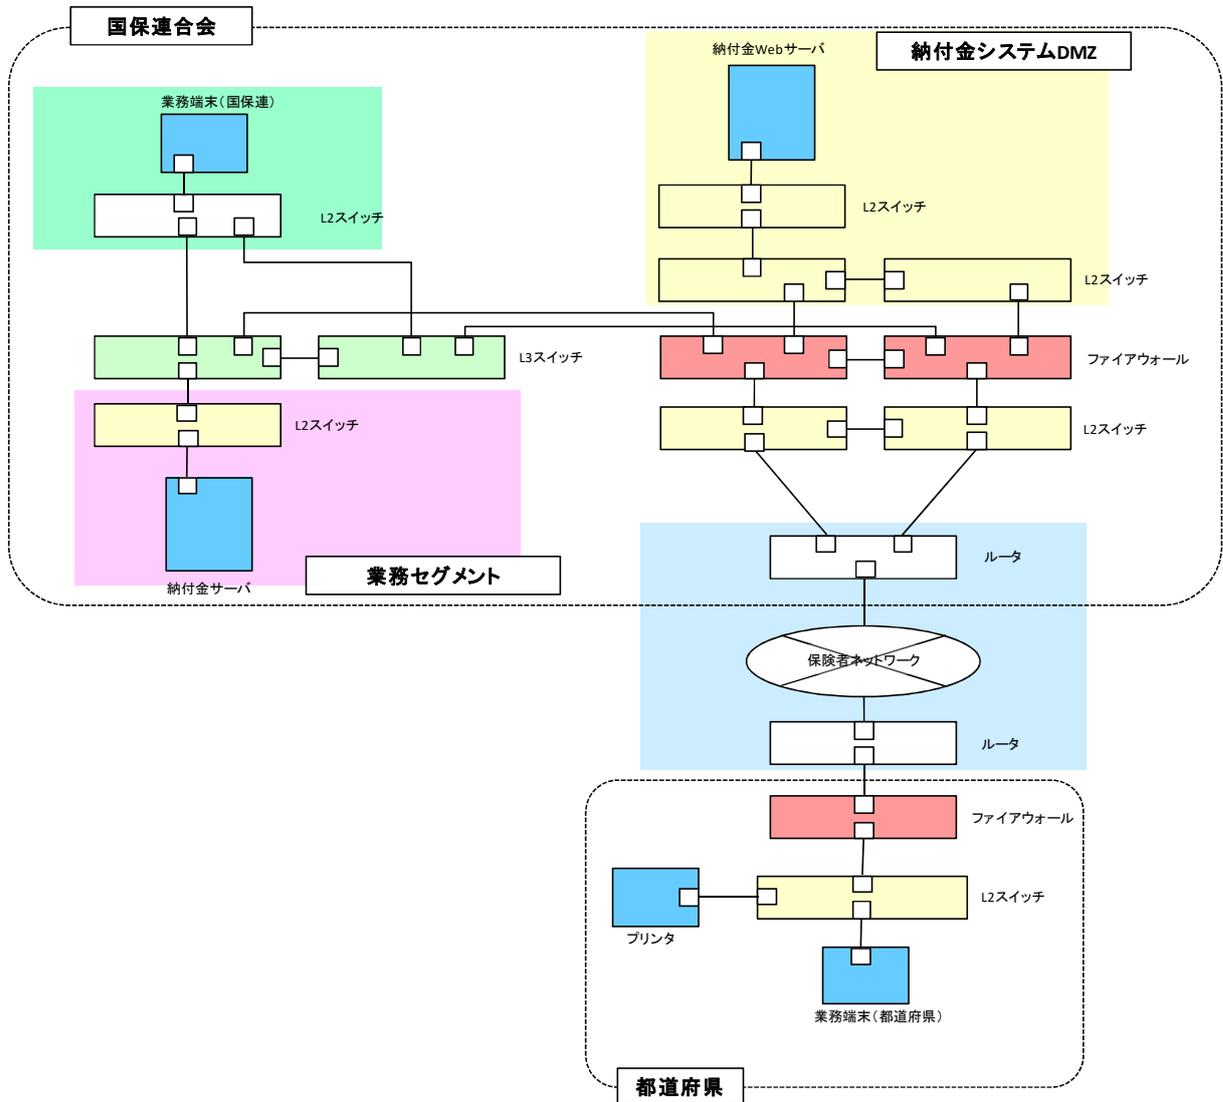 国保連合会
納付金システムDMZ
納付金Webサーバ
業務端末（国保連）
L2スイッチ
L2スイッチ
L2スイッチ
L3スイッチ
ファイアウォール
L2スイッチ
L2スイッチ
納付金サーバ
業務セグメント
ルータ
保険者ネットワーク
ルータ
ファイアウォール
L2スイッチ
プリンタ
業務端末（都道府県）
都道府県